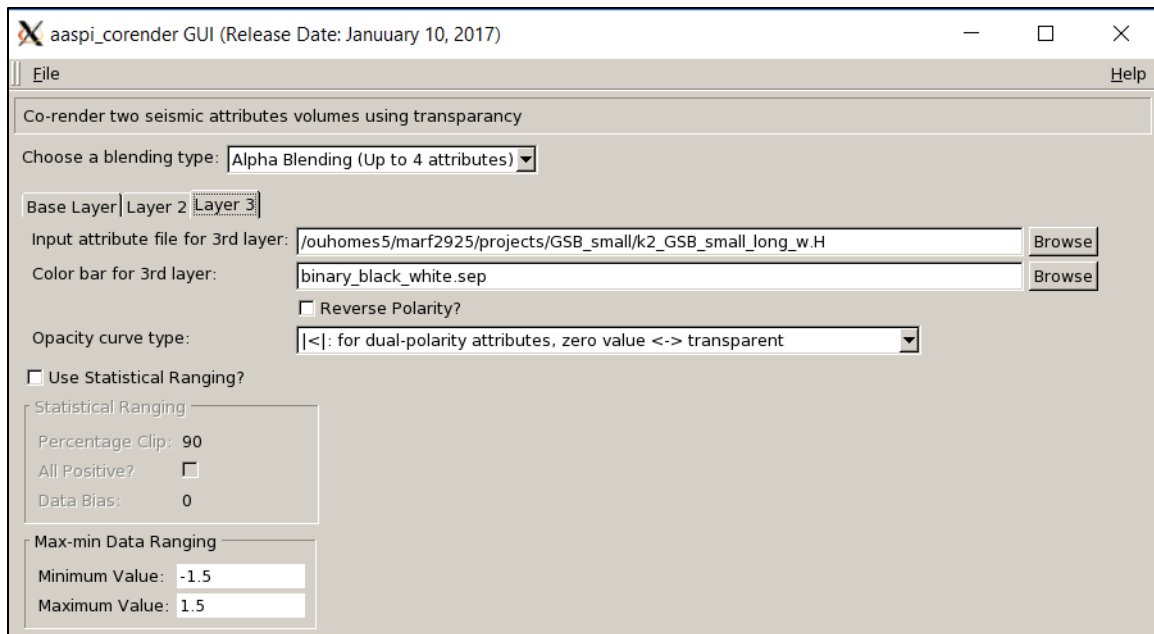 aaspi_corender GUI (Release Date: Januuary 10, 2017)
File Help
Co-render two seismic attributes volumes using transparancy
Choose a blending type: Alpha Blending (Up to 4 attributes)
Base Layer Layer 2 Layer 3
Input attribute file for 3rd layer: /ouhomes5/marf2925/projects/GSB_small/k2_GSB_small_long_w.H Browse
Color bar for 3rd layer: binary_black_white.sep Browse
Reverse Polarity?
Opacity curve type: |<|: for dual-polarity attributes, zero value <-> transparent
Use Statistical Ranging?
Statistical Ranging
Percentage Clip: 90
All Positive?
Data Bias: 0
Max-min Data Ranging
Minimum Value: -1.5
Maximum Value: 1.5